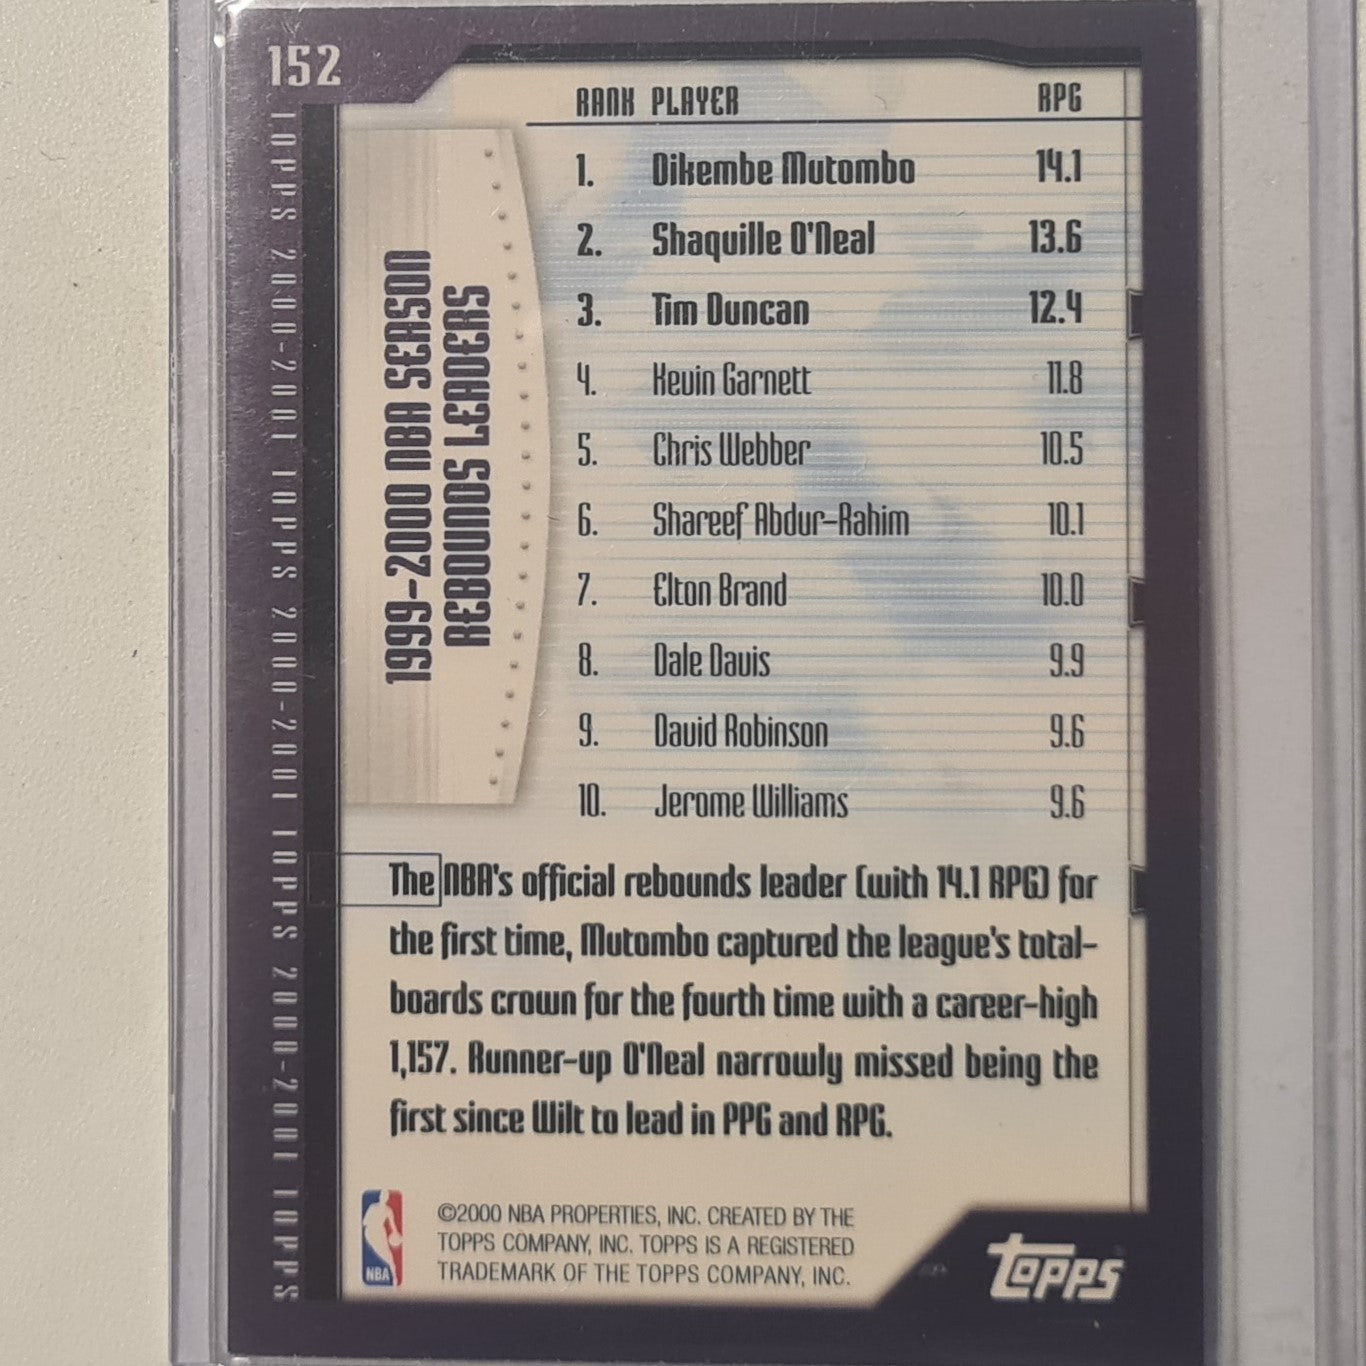 152
TOPPS 2000-2001 TOPPS 2000-2001 TOPPS 2000-2001 TOPPS
1999-2000 NBA SEASON
REBOUNDS LEADERS
RANK PLAYER RPG
1. Dikembe Mutombo 14.1
2. Shaquille O'Neal 13.6
3. Tim Duncan 12.4
4. Kevin Garnett 11.8
5. Chris Webber 10.5
6. Shareef Abdur-Rahim 10.1
7. Elton Brand 10.0
8. Dale Davis 9.9
9. David Robinson 9.6
10. Jerome Williams 9.6
The NBA's official rebounds leader (with 14.1 RPG) for
the first time, Mutombo captured the league's total-
boards crown for the fourth time with a career-high
1,157. Runner-up O'Neal narrowly missed being the
first since Wilt to lead in PPG and RPG.
NBA
©2000 NBA PROPERTIES, INC. CREATED BY THE
TOPPS COMPANY, INC. TOPPS IS A REGISTERED
TRADEMARK OF THE TOPPS COMPANY, INC.
topps